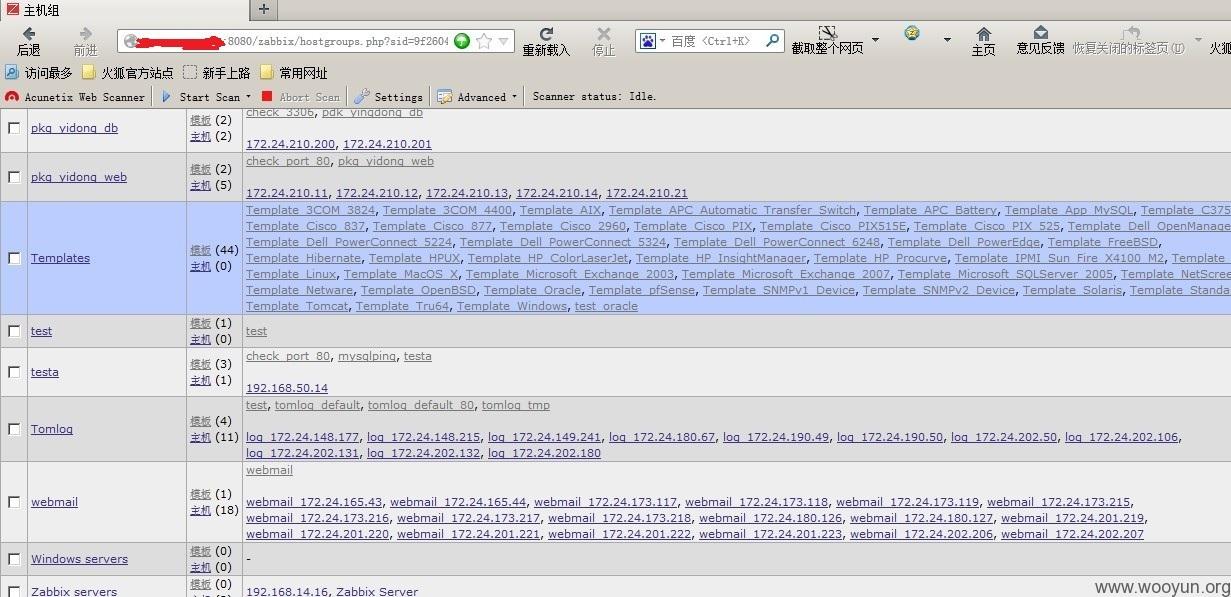 主机组
后退
前进
:8080/zabbix/hostgroups.php?sid=9f2604
重新载入
停止
百度 <Ctrl+K>
截取整个网页
主页
意见反馈
恢复关闭的标签页(U)
火狐
访问最多
火狐官方站点
新手上路
常用网址
Acunetix Web Scanner
Start Scan
Abort Scan
Settings
Advanced
Scanner status: Idle.
pkg_yidong_db
模板 (2)
主机 (2)
check_3306, pdk_yingdong_db
172.24.210.200, 172.24.210.201
pkg_yidong_web
模板 (2)
主机 (5)
check_port_80, pkg_yidong_web
172.24.210.11, 172.24.210.12, 172.24.210.13, 172.24.210.14, 172.24.210.21
Templates
模板 (44)
主机 (0)
Template_3COM_3824, Template_3COM_4400, Template_AIX, Template_APC_Automatic_Transfer_Switch, Template_APC_Battery, Template_App_MySQL, Template_C375
Template_Cisco_837, Template_Cisco_877, Template_Cisco_2960, Template_Cisco_PIX, Template_Cisco_PIX515E, Template_Cisco_PIX_525, Template_Dell_OpenManage
Template_Dell_PowerConnect_5224, Template_Dell_PowerConnect_5324, Template_Dell_PowerConnect_6248, Template_Dell_PowerEdge, Template_FreeBSD,
Template_Hibernate, Template_HPUX, Template_HP_ColorLaserJet, Template_HP_InsightManager, Template_HP_Procurve, Template_IPMI_Sun_Fire_X4100_M2, Template_
Template_Linux, Template_MacOS_X, Template_Microsoft_Exchange_2003, Template_Microsoft_Exchange_2007, Template_Microsoft_SQLServer_2005, Template_NetScree
Template_Netware, Template_OpenBSD, Template_Oracle, Template_pfSense, Template_SNMPv1_Device, Template_SNMPv2_Device, Template_Solaris, Template_Standa
Template_Tomcat, Template_Tru64, Template_Windows, test_oracle
test
模板 (1)
主机 (0)
test
testa
模板 (3)
主机 (1)
check_port_80, mysqlping, testa
192.168.50.14
Tomlog
模板 (4)
主机 (11)
test, tomlog_default, tomlog_default_80, tomlog_tmp
log_172.24.148.177, log_172.24.148.215, log_172.24.149.241, log_172.24.180.67, log_172.24.190.49, log_172.24.190.50, log_172.24.202.50, log_172.24.202.106,
log_172.24.202.131, log_172.24.202.132, log_172.24.202.180
webmail
模板 (1)
主机 (18)
webmail
webmail_172.24.165.43, webmail_172.24.165.44, webmail_172.24.173.117, webmail_172.24.173.118, webmail_172.24.173.119, webmail_172.24.173.215,
webmail_172.24.173.216, webmail_172.24.173.217, webmail_172.24.173.218, webmail_172.24.180.126, webmail_172.24.180.127, webmail_172.24.201.219,
webmail_172.24.201.220, webmail_172.24.201.221, webmail_172.24.201.222, webmail_172.24.201.223, webmail_172.24.202.206, webmail_172.24.202.207
Windows servers
模板 (0)
主机 (0)
-
Zabbix servers
模板 (0)
192.168.14.16, Zabbix Server
www.wooyun.org